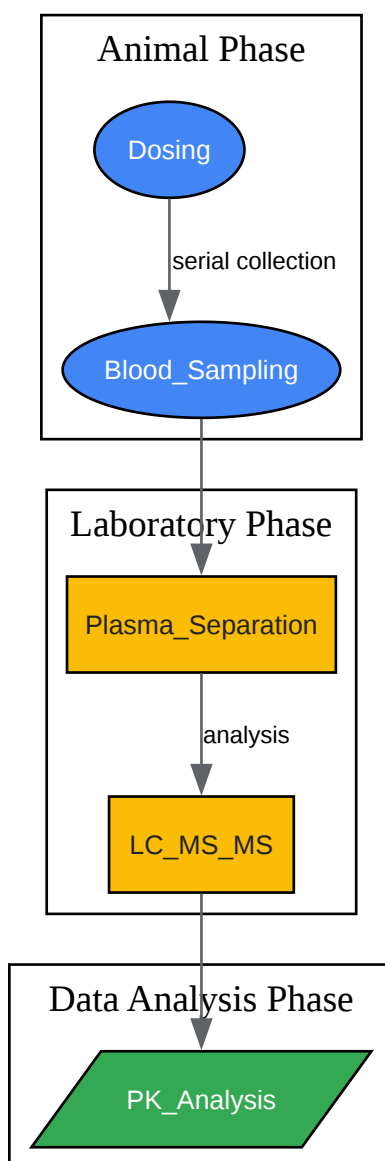 Animal Phase
Dosing
serial collection
Blood_Sampling
Laboratory Phase
Plasma_Separation
analysis
LC_MS_MS
Data Analysis Phase
PK_Analysis